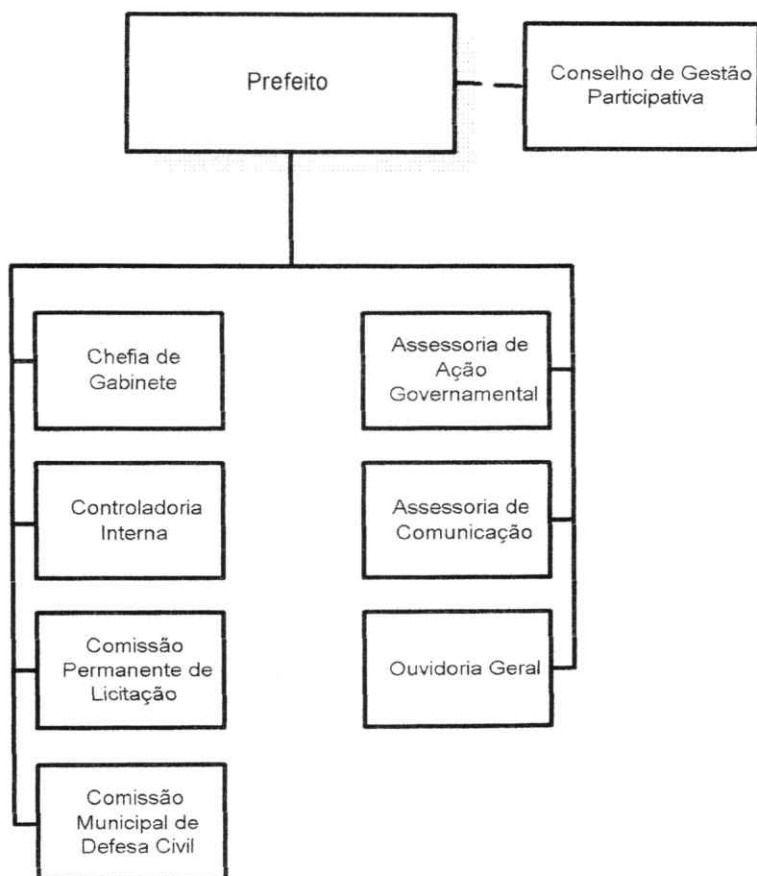 Prefeito
Conselho de Gestão
Participativa
Chefia de
Gabinete
Assessoria de
Ação
Governamental
Controladoria
Interna
Assessoria de
Comunicação
Comissão
Permanente de
Licitação
Ouvidoria Geral
Comissão
Municipal de
Defesa Civil